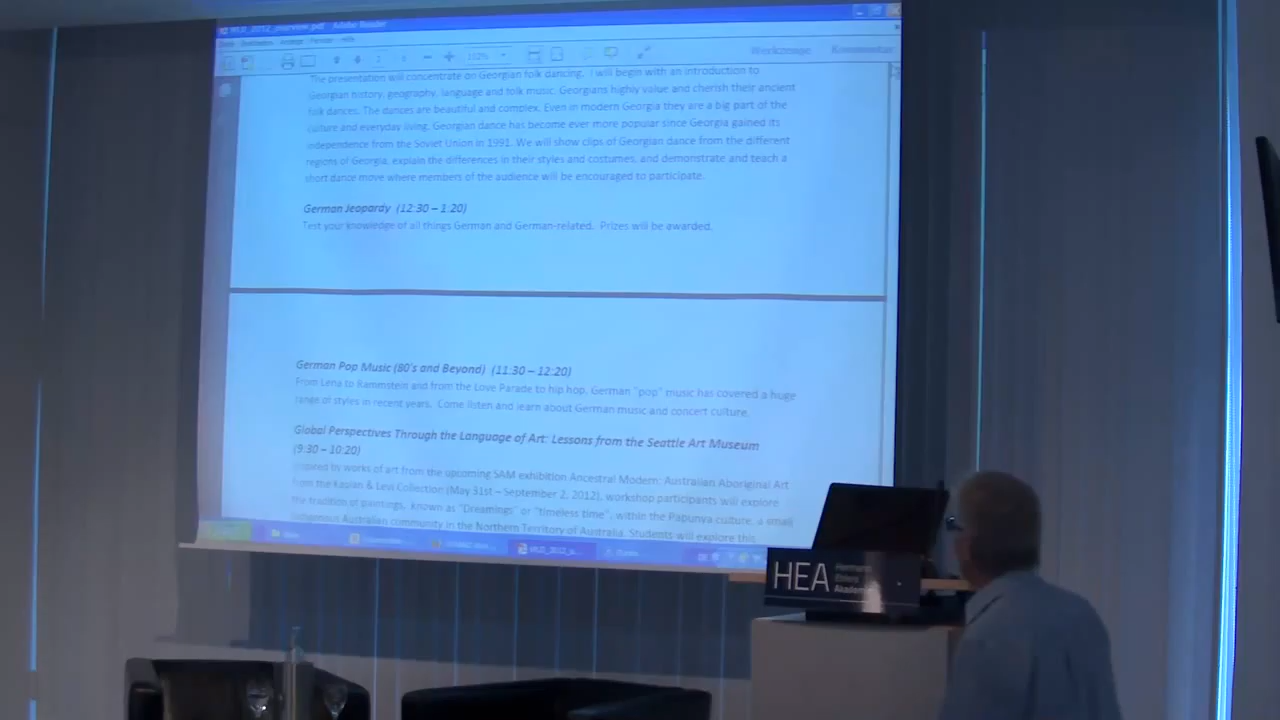 WLD_2012_overview.pdf - Adobe Reader
Werkzeuge Kommentar
The presentation will concentrate on Georgian folk dancing. I will begin with an introduction to
Georgian history, geography, language and folk music. Georgians highly value and cherish their ancient
folk dances. The dances are beautiful and complex. Even in modern Georgia they are a big part of the
culture and everyday living. Georgian dance has become ever more popular since Georgia gained its
independence from the Soviet Union in 1991. We will show clips of Georgian dance from the different
regions of Georgia, explain the differences in their styles and costumes, and demonstrate and teach a
short dance move where members of the audience will be encouraged to participate.
German Jeopardy (12:30 – 1:20)
Test your knowledge of all things German and German-related. Prizes will be awarded.
German Pop Music (80's and Beyond) (11:30 – 12:20)
From Lena to Rammstein and from the Love Parade to hip hop, German "pop" music has covered a huge
range of styles in recent years. Come listen and learn about German music and concert culture.
Global Perspectives Through the Language of Art: Lessons from the Seattle Art Museum
(9:30 – 10:20)
Inspired by works of art from the upcoming SAM exhibition Ancestral Modern: Australian Aboriginal Art
from the Kaplan & Levi Collection (May 31st – September 2, 2012), workshop participants will explore
the tradition of paintings, known as "Dreamings" or "timeless time", within the Papunya culture, a small
indigenous Australian community in the Northern Territory of Australia. Students will explore this
HEA
Hermann
Ehlers
Akademie